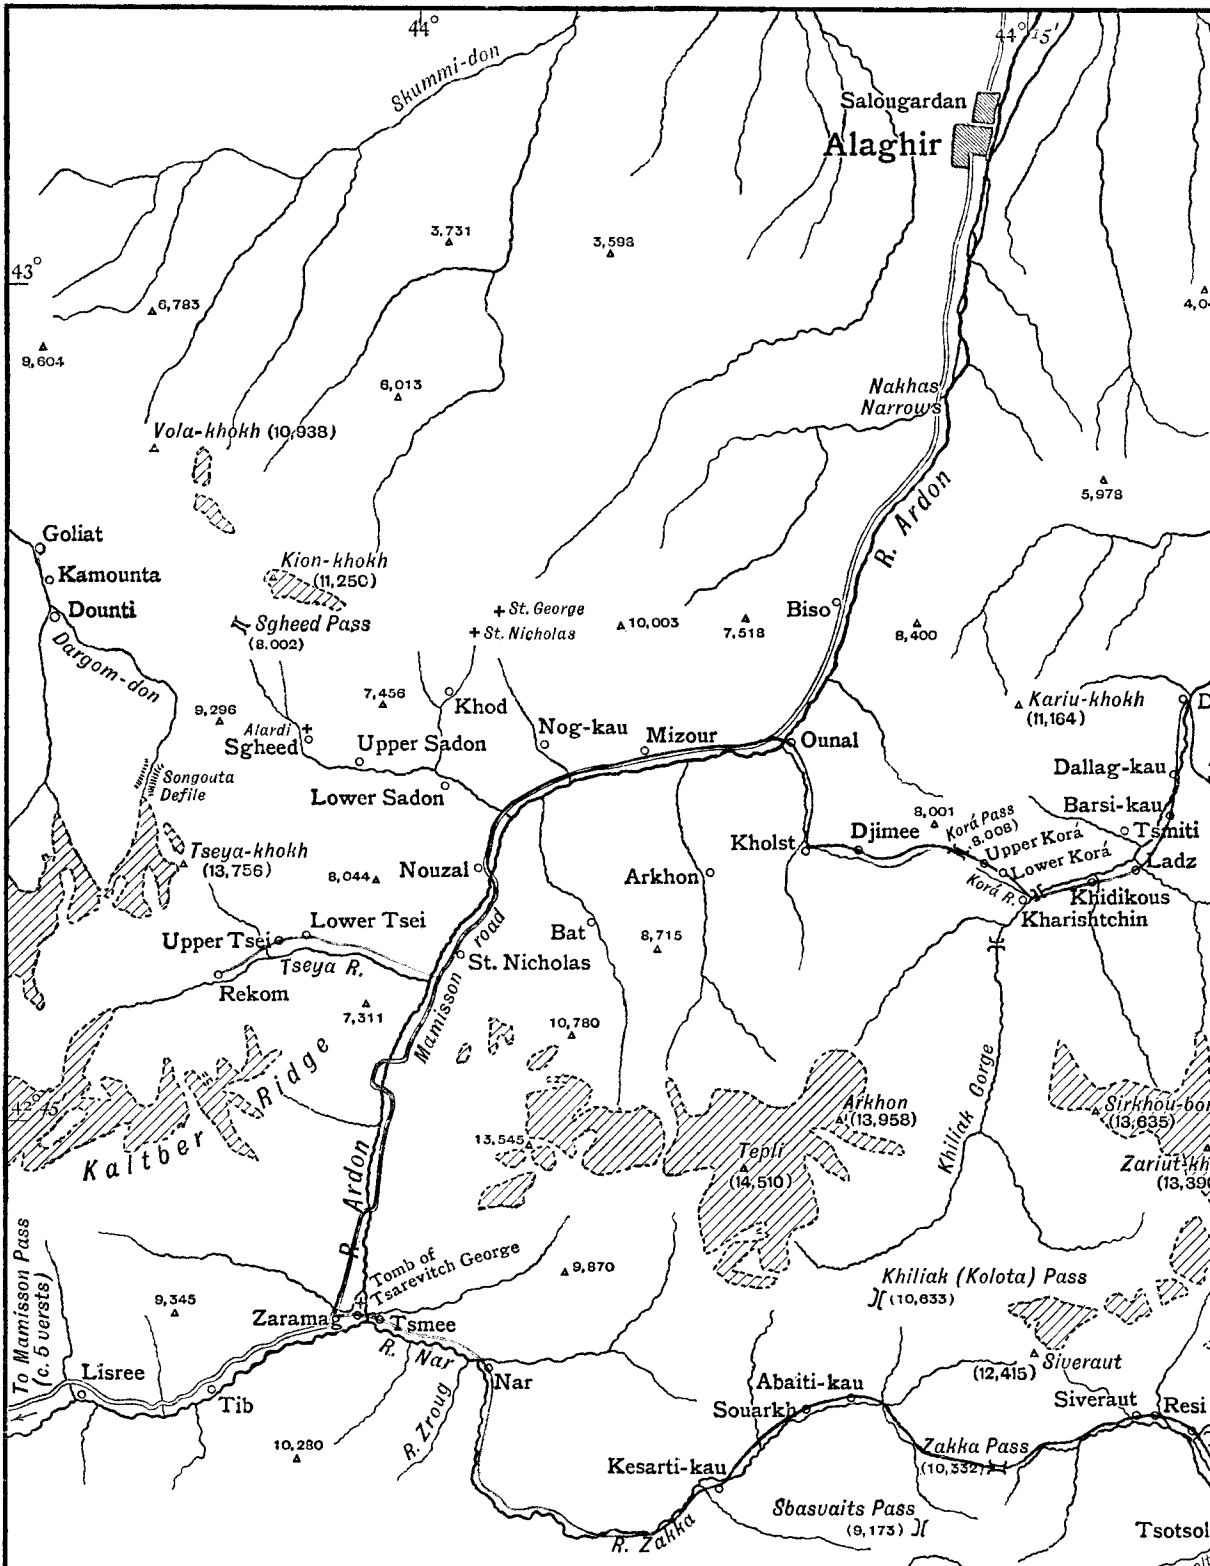 44°
44° 15'
Skummi-don
Salougardan
Alaghir
3,731
3,598
43°
6,783
9,604
6,013
4,04
Nakhas
Narrows
Vola-khokh (10,938)
5,978
R. Ardon
Goliat
Kamounta
Dounti
Kion-khokh
(11,250)
Sgheed Pass
(8,002)
St. George
St. Nicholas
10,003
7,518
Biso
8,400
Dargom-don
9,296
7,456
Khod
Kariu-khokh
(11,164)
D
Alardi
Sgheed
Upper Sadon
Nog-kau
Mizour
Ounal
Songouta
Defile
Lower Sadon
Dallag-kau
Barsi-kau
Tsmiti
8,001
Korá Pass
(8,008)
Upper Korá
Lower Korá
Ladz
Kholst
Djimee
Tseya-khokh
(13,756)
8,044
Nouzal
Arkhon
Korá R.
Khidikous
Kharishtchin
Lower Tsei
Upper Tsei
Tseya R.
Rekom
Mamisson road
St. Nicholas
Bat
8,715
7,311
10,780
Kaltber Ridge
42° 45'
Khiliak Gorge
Arkhon
(13,958)
Sirkhou-bor
(13,635)
13,545
Tepli
(14,510)
Zariut-kh
(13,390
R. Ardon
To Mamisson Pass
(c. 5 versts)
Tomb of
Tsarevitch George
9,870
Khiliak (Kolota) Pass
(10,633)
9,345
Zaramag
Tsmee
R. Nar
Siveraut
(12,415)
Lisree
Tib
Nar
R. Zroug
Abaiti-kau
Souarkh
Siveraut
Resi
10,280
Zakka Pass
(10,332)
Kesarti-kau
Sbasvaits Pass
(9,173)
R. Zakka
Tsotsol